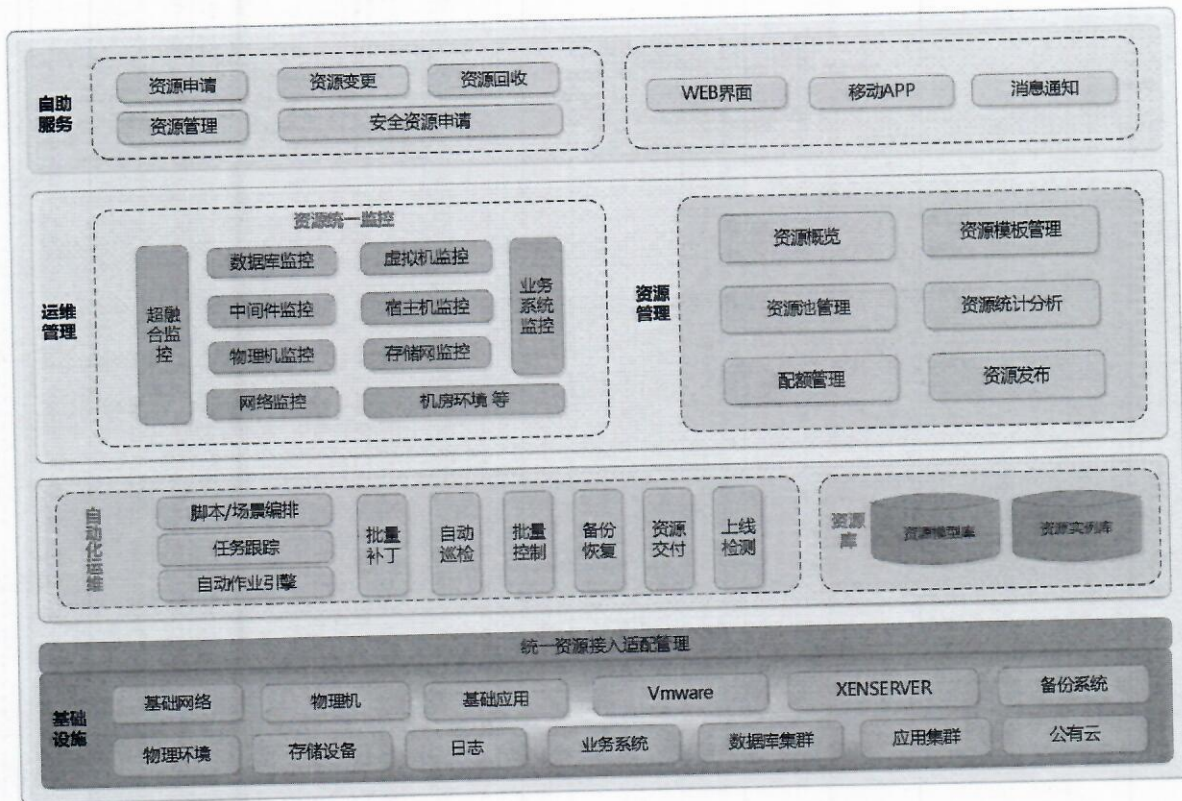 自助
服务
资源申请
资源变更
资源回收
资源管理
安全资源申请
WEB界面
移动APP
消息通知
运维
管理
资源统一监控
超融
合监
控
数据库监控
虚拟机监控
中间件监控
宿主机监控
物理机监控
存储网监控
网络监控
机房环境 等
业务
系统
监控
资源
管理
资源概览
资源模板管理
资源池管理
资源统计分析
配额管理
资源发布
自动化运维
脚本/场景编排
任务跟踪
自动作业引擎
批量
补丁
自动
巡检
批量
控制
备份
恢复
资源
交付
上线
检测
资源
库
资源模型库
资源实例库
统一资源接入适配管理
基础
设施
基础网络
物理机
基础应用
Vmware
XENSERVER
备份系统
物理环境
存储设备
日志
业务系统
数据库集群
应用集群
公有云